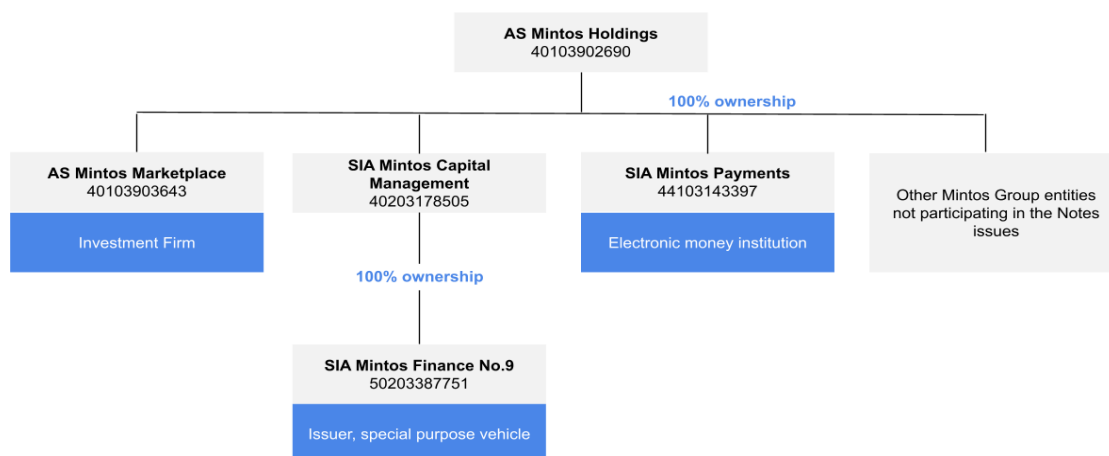 AS Mintos Holdings
40103902690
100% ownership
AS Mintos Marketplace
40103903643
Investment Firm
SIA Mintos Capital
Management
40203178505
SIA Mintos Payments
44103143397
Electronic money institution
Other Mintos Group entities
not participating in the Notes
issues
100% ownership
SIA Mintos Finance No.9
50203387751
Issuer, special purpose vehicle